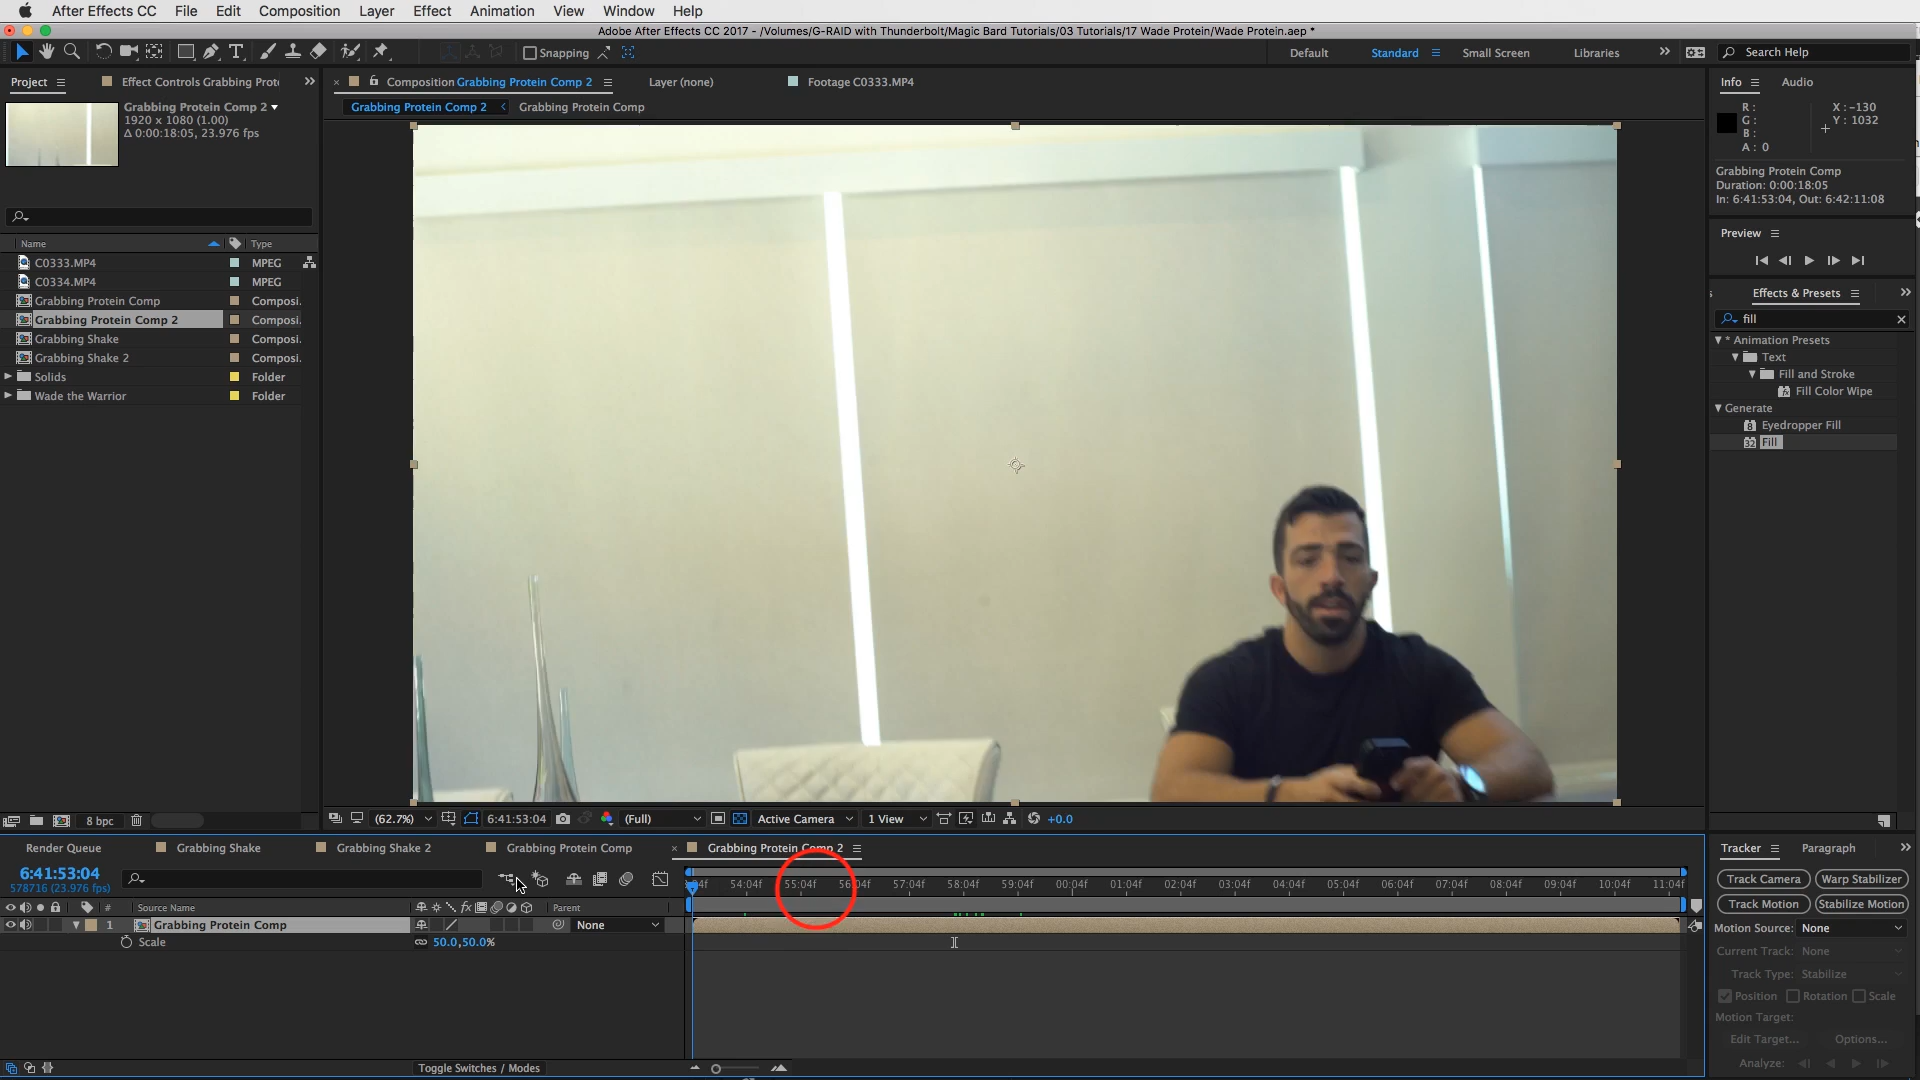 After Effects CC File Edit Composition Layer Effect Animation View Window Help
Adobe After Effects CC 2017 - /Volumes/G-RAID with Thunderbolt/Magic Bard Tutorials/03 Tutorials/17 Wade Protein/Wade Protein.aep *
Snapping Default Standard Small Screen Libraries Search Help
Project Effect Controls Grabbing Prot
Composition Grabbing Protein Comp 2 Layer (none) Footage C0333.MP4
Info Audio
Grabbing Protein Comp 2
1920 x 1080 (1.00)
Δ 0:00:18:05, 23.976 fps
Grabbing Protein Comp 2 Grabbing Protein Comp
R: X: -130
G: Y: 1032
B:
A: 0
Grabbing Protein Comp
Duration: 0:00:18:05
In: 6:41:53:04, Out: 6:42:11:08
Preview
Name Type
C0333.MP4 MPEG
C0334.MP4 MPEG
Grabbing Protein Comp Composi.
Grabbing Protein Comp 2 Composi.
Grabbing Shake Composi.
Grabbing Shake 2 Composi.
Solids Folder
Wade the Warrior Folder
Effects & Presets
fill
* Animation Presets
Text
Fill and Stroke
Fill Color Wipe
Generate
Eyedropper Fill
32 Fill
8 bpc
(62.7%) 6:41:53:04 (Full) Active Camera 1 View +0.0
Render Queue Grabbing Shake Grabbing Shake 2 Grabbing Protein Comp Grabbing Protein Comp 2
6:41:53:04
578716 (23.976 fps)
54:04f 55:04f 56:04f 57:04f 58:04f 59:04f 00:04f 01:04f 02:04f 03:04f 04:04f 05:04f 06:04f 07:04f 08:04f 09:04f 10:04f 11:04f
# Source Name fx Parent
1 Grabbing Protein Comp None
Scale 50.0,50.0%
Toggle Switches / Modes
Tracker Paragraph
Track Camera Warp Stabilizer
Track Motion Stabilize Motion
Motion Source: None
Current Track: None
Track Type: Stabilize
Position Rotation Scale
Motion Target:
Edit Target... Options...
Analyze: